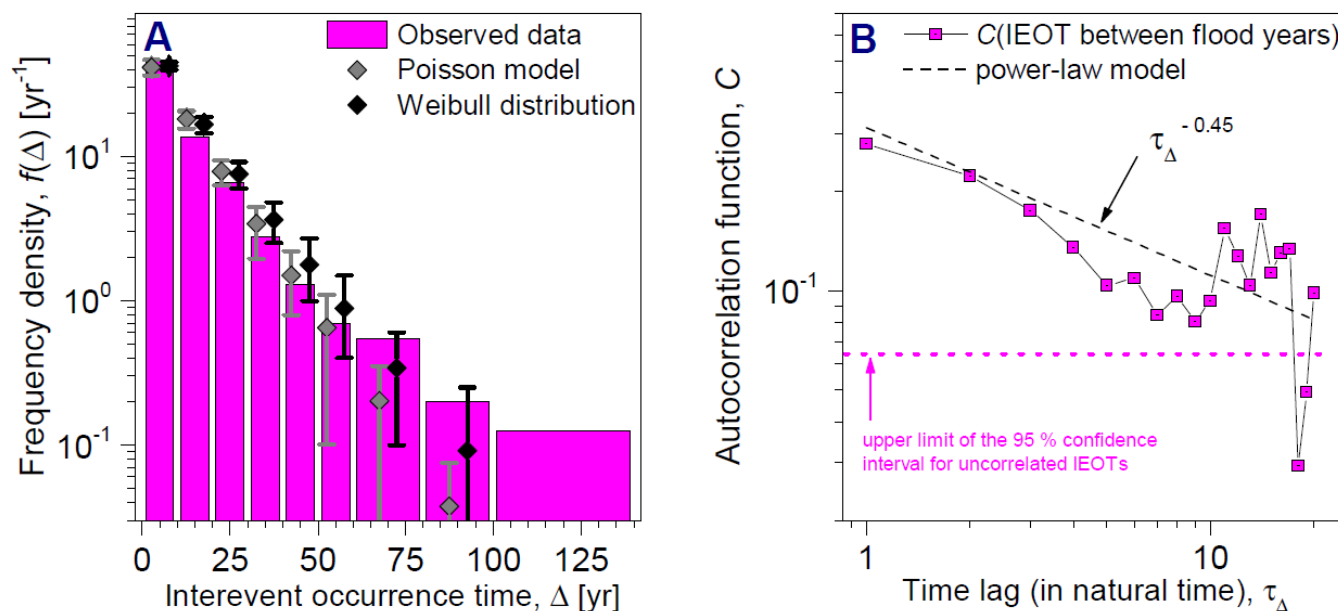 A
Observed data
Poisson model
Weibull distribution
Frequency density, f(Δ) [yr⁻¹]
10¹
10⁰
10⁻¹
0 25 50 75 100 125
Interevent occurrence time, Δ [yr]
B
C(IEOT between flood years)
power-law model
τ_Δ ^- 0.45
Autocorrelation function, C
10⁻¹
upper limit of the 95 % confidence
interval for uncorrelated IEOTs
1 10
Time lag (in natural time), τ_Δ